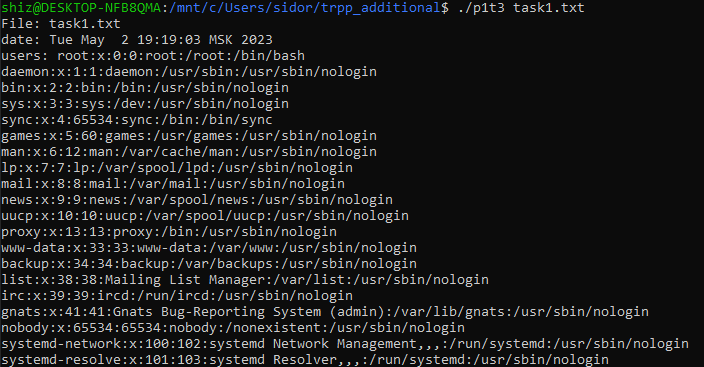 shiz@DESKTOP-NFB8QMA:/mnt/c/Users/sidor/trpp_additional$ ./p1t3 task1.txt
File: task1.txt
date: Tue May  2 19:19:03 MSK 2023
users: root:x:0:0:root:/root:/bin/bash
daemon:x:1:1:daemon:/usr/sbin:/usr/sbin/nologin
bin:x:2:2:bin:/bin:/usr/sbin/nologin
sys:x:3:3:sys:/dev:/usr/sbin/nologin
sync:x:4:65534:sync:/bin:/bin/sync
games:x:5:60:games:/usr/games:/usr/sbin/nologin
man:x:6:12:man:/var/cache/man:/usr/sbin/nologin
lp:x:7:7:lp:/var/spool/lpd:/usr/sbin/nologin
mail:x:8:8:mail:/var/mail:/usr/sbin/nologin
news:x:9:9:news:/var/spool/news:/usr/sbin/nologin
uucp:x:10:10:uucp:/var/spool/uucp:/usr/sbin/nologin
proxy:x:13:13:proxy:/bin:/usr/sbin/nologin
www-data:x:33:33:www-data:/var/www:/usr/sbin/nologin
backup:x:34:34:backup:/var/backups:/usr/sbin/nologin
list:x:38:38:Mailing List Manager:/var/list:/usr/sbin/nologin
irc:x:39:39:ircd:/run/ircd:/usr/sbin/nologin
gnats:x:41:41:Gnats Bug-Reporting System (admin):/var/lib/gnats:/usr/sbin/nologin
nobody:x:65534:65534:nobody:/nonexistent:/usr/sbin/nologin
systemd-network:x:100:102:systemd Network Management,,,:/run/systemd:/usr/sbin/nologin
systemd-resolve:x:101:103:systemd Resolver,,,:/run/systemd:/usr/sbin/nologin